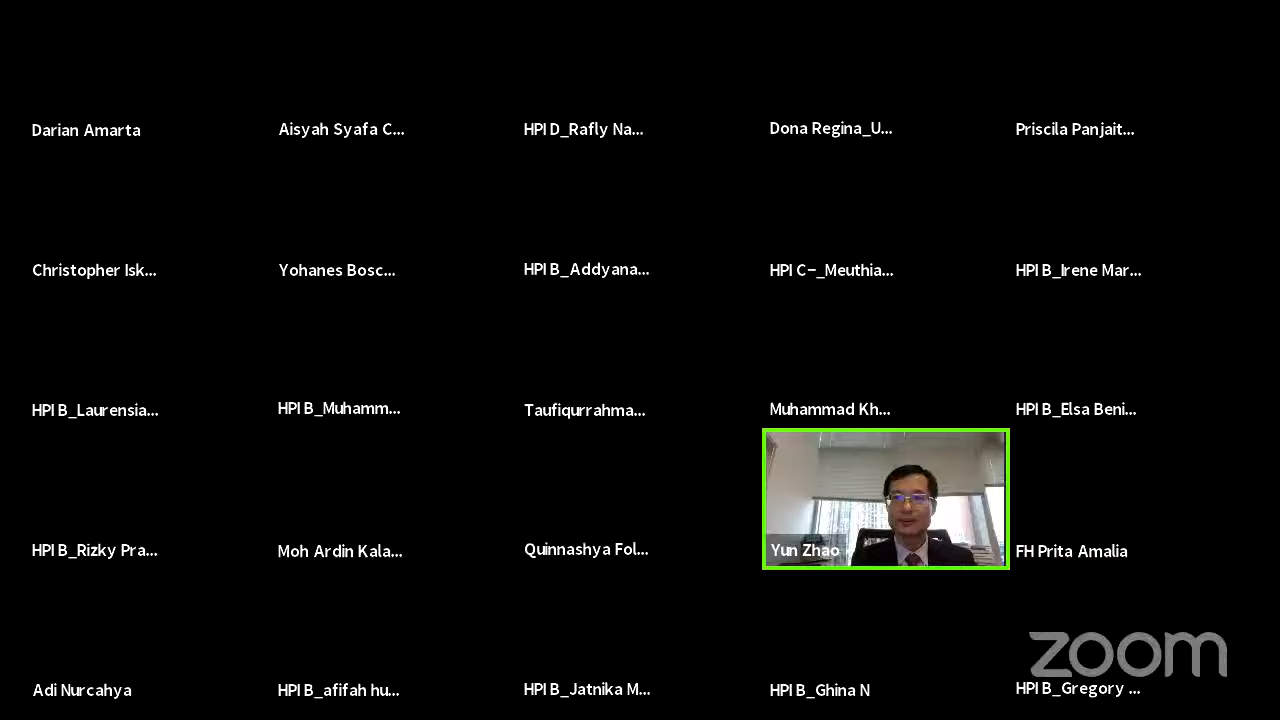 Darian Amarta
Aisyah Syafa C...
HPI D_Rafly Na...
Dona Regina_U...
Priscila Panjait...
Christopher Isk...
Yohanes Bosc...
HPI B_Addyana...
HPI C-_Meuthia...
HPI B_Irene Mar...
HPI B_Laurensia...
HPI B_Muhamm...
Taufiqurrahma...
Muhammad Kh...
HPI B_Elsa Beni...
HPI B_Rizky Pra...
Moh Ardin Kala...
Quinnashya Fol...
Yun Zhao
FH Prita Amalia
Adi Nurcahya
HPI B_afifah hu...
HPI B_Jatnika M...
HPI B_Ghina N
HPI B_Gregory ...
zoom